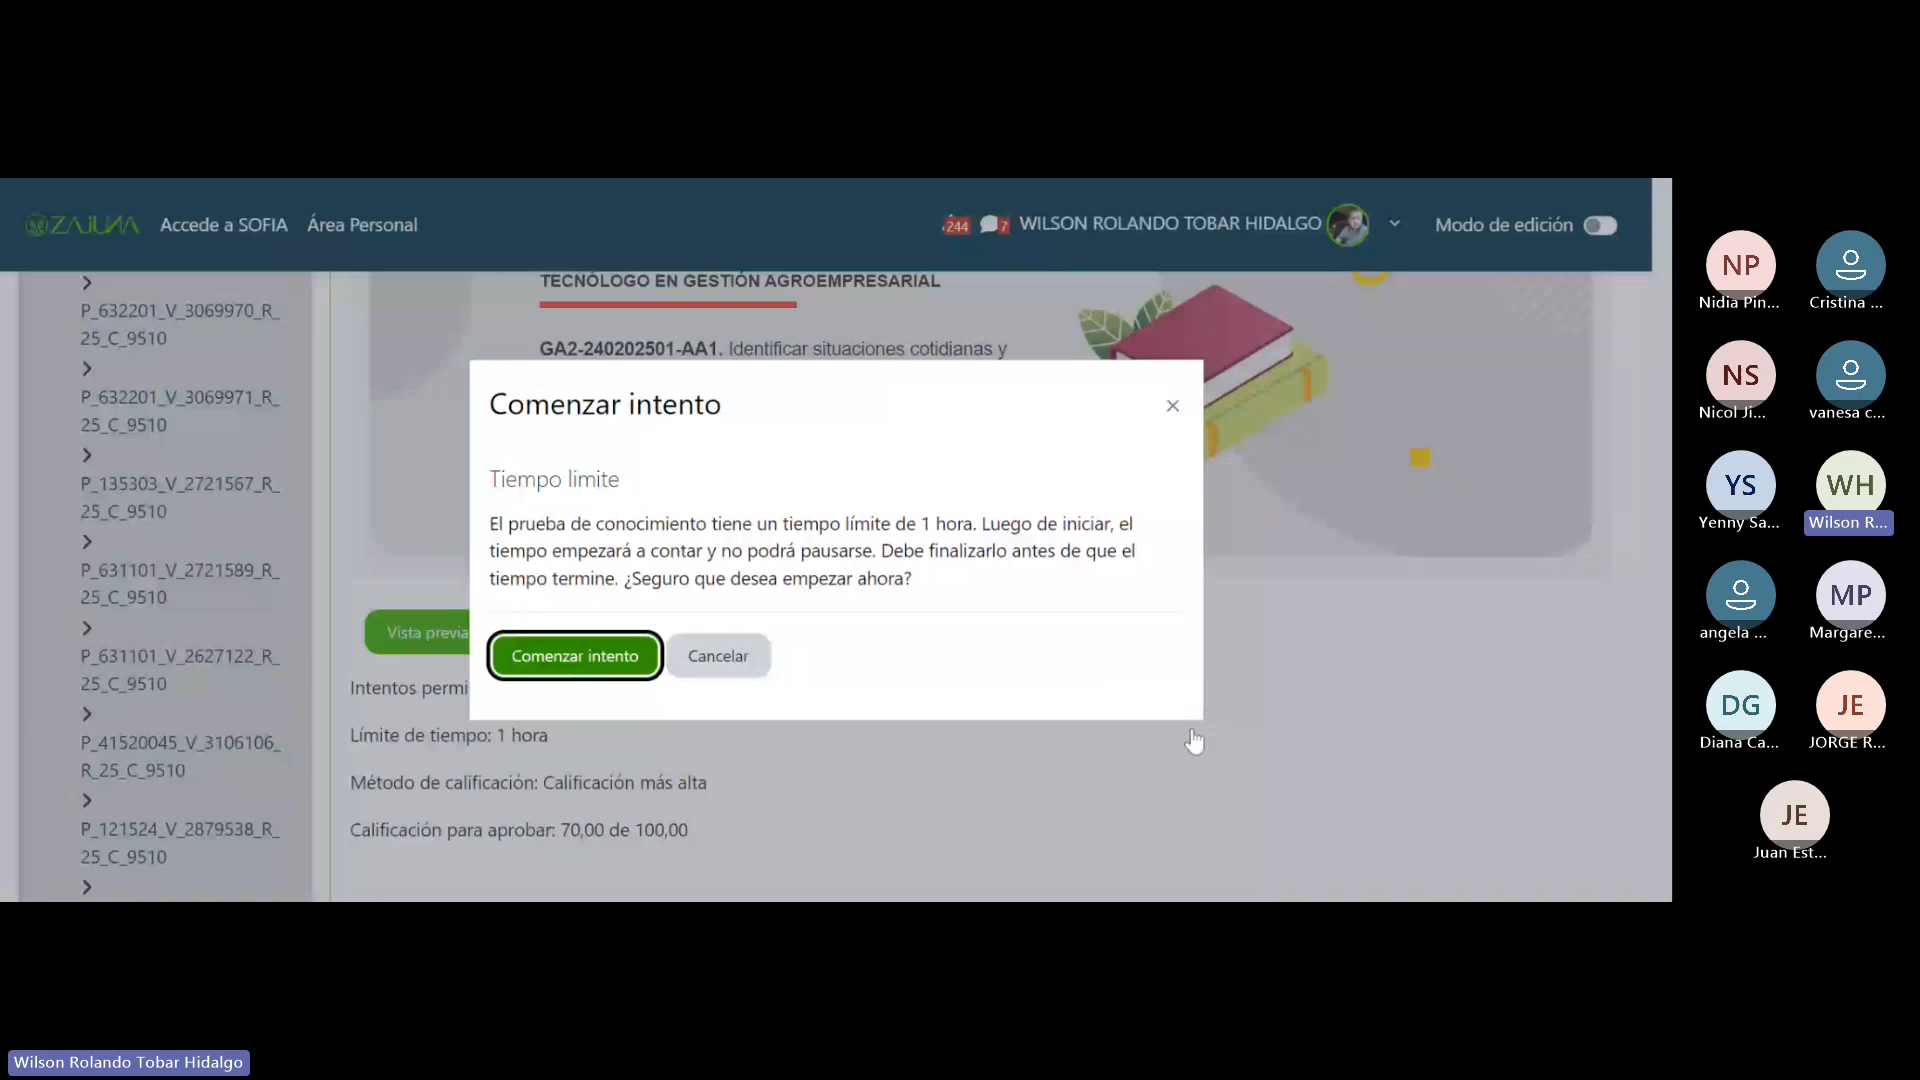 ZAJUNA Accede a SOFIA Área Personal 244 7 WILSON ROLANDO TOBAR HIDALGO Modo de edición
P_632201_V_3069970_R_
25_C_9510
P_632201_V_3069971_R_
25_C_9510
P_135303_V_2721567_R_
25_C_9510
P_631101_V_2721589_R_
25_C_9510
P_631101_V_2627122_R_
25_C_9510
P_41520045_V_3106106_
R_25_C_9510
P_121524_V_2879538_R_
25_C_9510
TECNÓLOGO EN GESTIÓN AGROEMPRESARIAL
GA2-240202501-AA1. Identificar situaciones cotidianas y
Comenzar intento
×
Tiempo límite
El prueba de conocimiento tiene un tiempo límite de 1 hora. Luego de iniciar, el
tiempo empezará a contar y no podrá pausarse. Debe finalizarlo antes de que el
tiempo termine. ¿Seguro que desea empezar ahora?
Comenzar intento Cancelar
Vista previa
Intentos permi
Límite de tiempo: 1 hora
Método de calificación: Calificación más alta
Calificación para aprobar: 70,00 de 100,00
NP
Nidia Pin...
Cristina ...
NS
Nicol Ji...
vanesa c...
YS
Yenny Sa...
WH
Wilson R...
angela ...
MP
Margare...
DG
Diana Ca...
JE
JORGE R...
JE
Juan Est...
Wilson Rolando Tobar Hidalgo